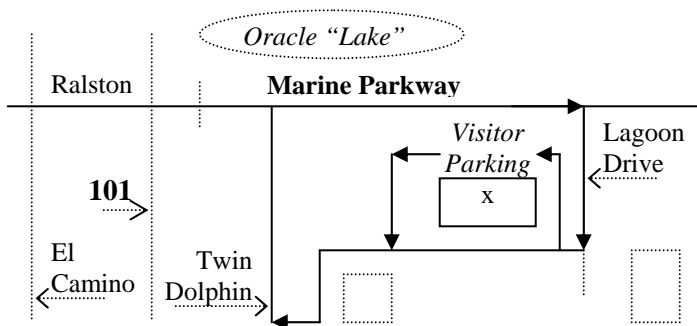 Oracle “Lake”
Ralston
Marine Parkway
Visitor
Parking
Lagoon
Drive
x
101
El
Camino
Twin
Dolphin